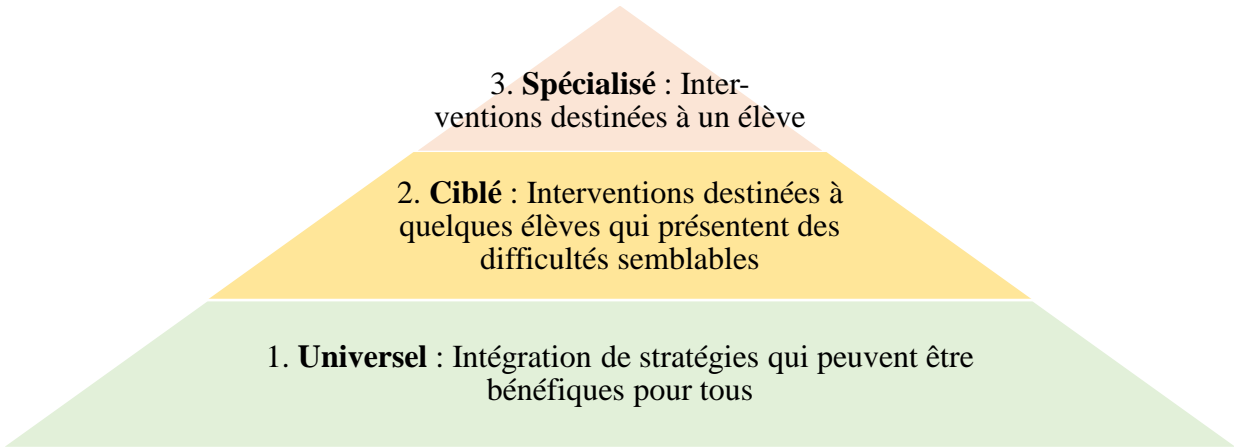 3. Spécialisé : Inter-
ventions destinées à un élève
2. Ciblé : Interventions destinées à
quelques élèves qui présentent des
difficultés semblables
1. Universel : Intégration de stratégies qui peuvent être
bénéfiques pour tous